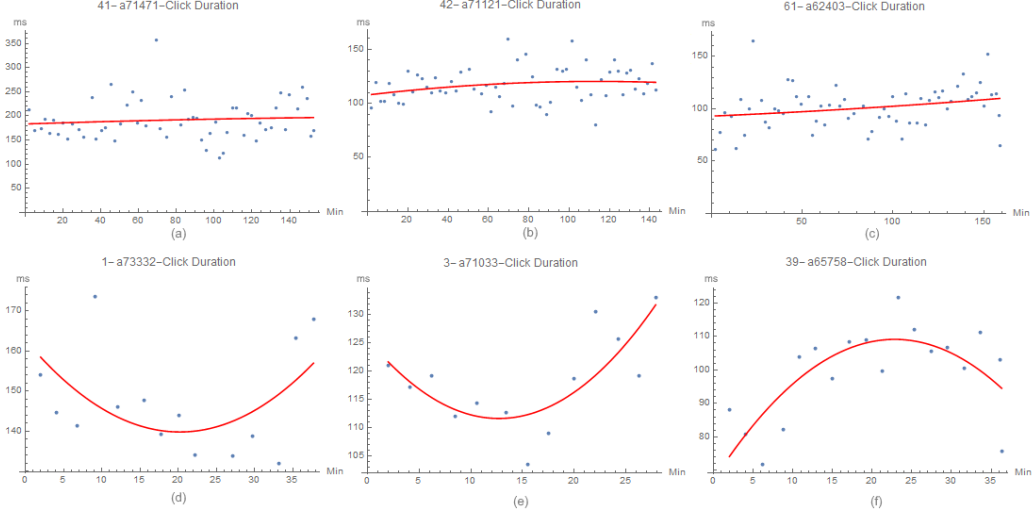 41- a71471-Click Duration
ms
350
300
250
200
150
100
50
20 40 60 80 100 120 140
Min
(a)
42- a71121-Click Duration
ms
150
100
50
20 40 60 80 100 120 140
Min
(b)
61- a62403-Click Duration
ms
150
100
50
50 100 150
Min
(c)
1- a73332-Click Duration
ms
170
160
150
140
0 5 10 15 20 25 30 35
Min
(d)
3- a71033-Click Duration
ms
130
125
120
115
110
105
0 5 10 15 20 25
Min
(e)
39- a65758-Click Duration
ms
120
110
100
90
80
0 5 10 15 20 25 30 35
Min
(f)